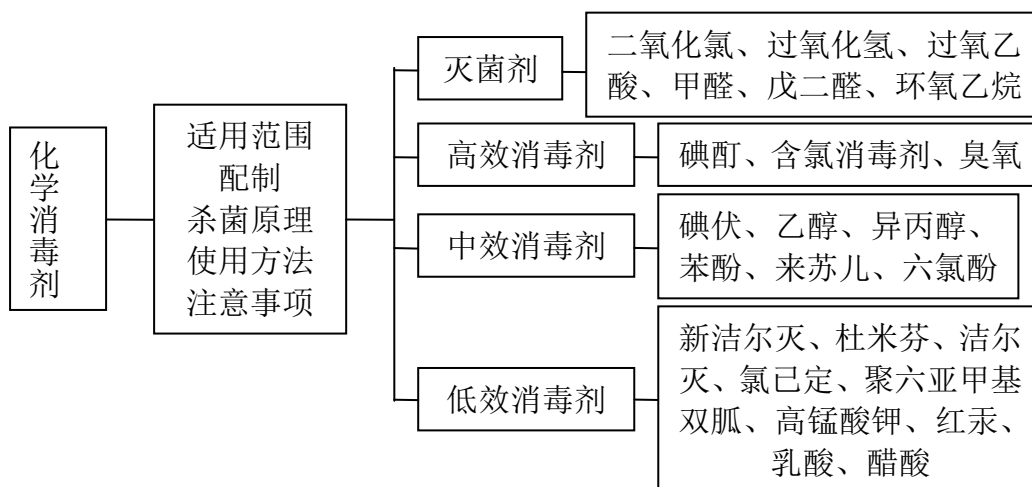 化学消毒剂
适用范围
配制
杀菌原理
使用方法
注意事项
灭菌剂
二氧化氯、过氧化氢、过氧乙
酸、甲醛、戊二醛、环氧乙烷
高效消毒剂
碘酊、含氯消毒剂、臭氧
中效消毒剂
碘伏、乙醇、异丙醇、
苯酚、来苏儿、六氯酚
低效消毒剂
新洁尔灭、杜米芬、洁尔
灭、氯已定、聚六亚甲基
双胍、高锰酸钾、红汞、
乳酸、醋酸